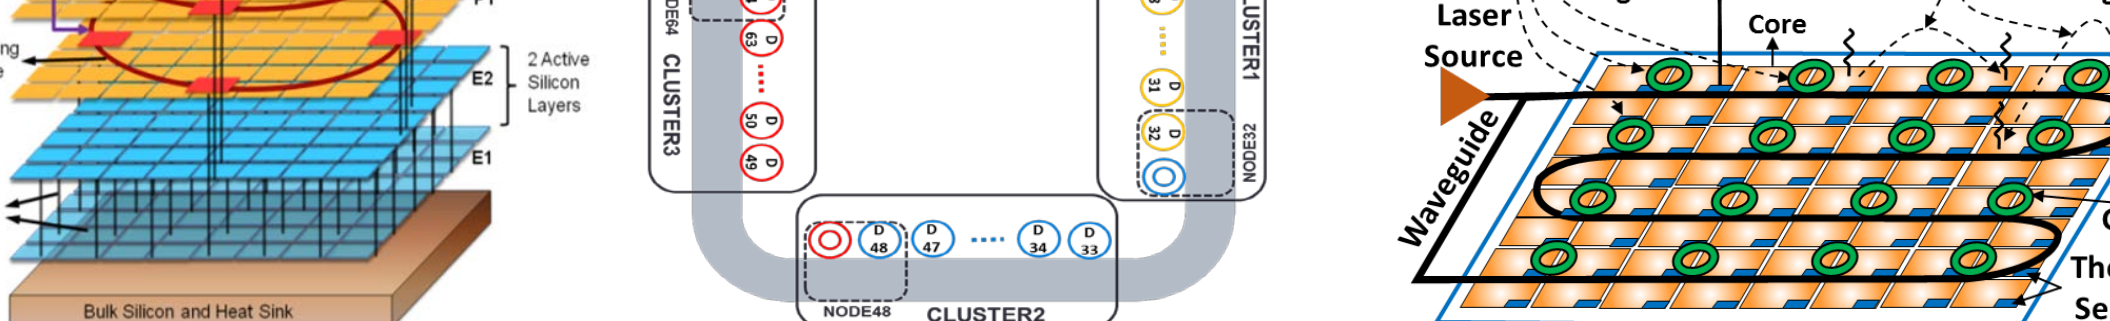 2 Active
Silicon
Layers
E2
E1
Bulk Silicon and Heat Sink
CLUSTER3
63 D
50 D
49 D
D
48
D
47
D
34
D
33
NODE48
CLUSTER2
31 D
32 D
NODE32
Laser
Source
Core
Waveguide